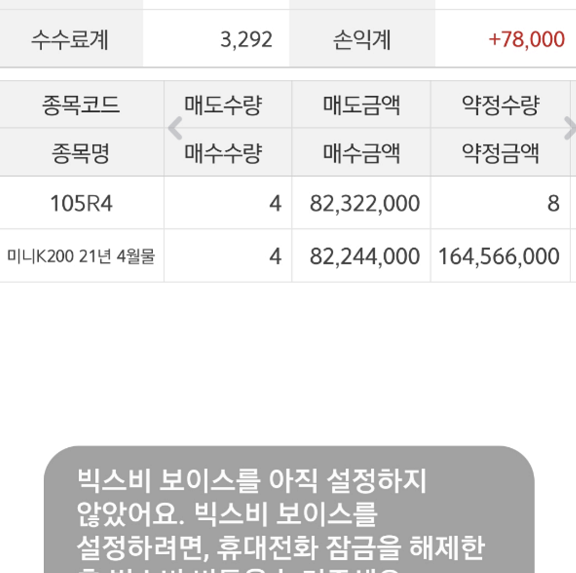 수수료계 3,292 손익계 +78,000
종목코드 매도수량 매도금액 약정수량
종목명 매수수량 매수금액 약정금액
105R4 4 82,322,000 8
미니K200 21년 4월물 4 82,244,000 164,566,000
빅스비 보이스를 아직 설정하지
않았어요. 빅스비 보이스를
설정하려면, 휴대전화 잠금을 해제한